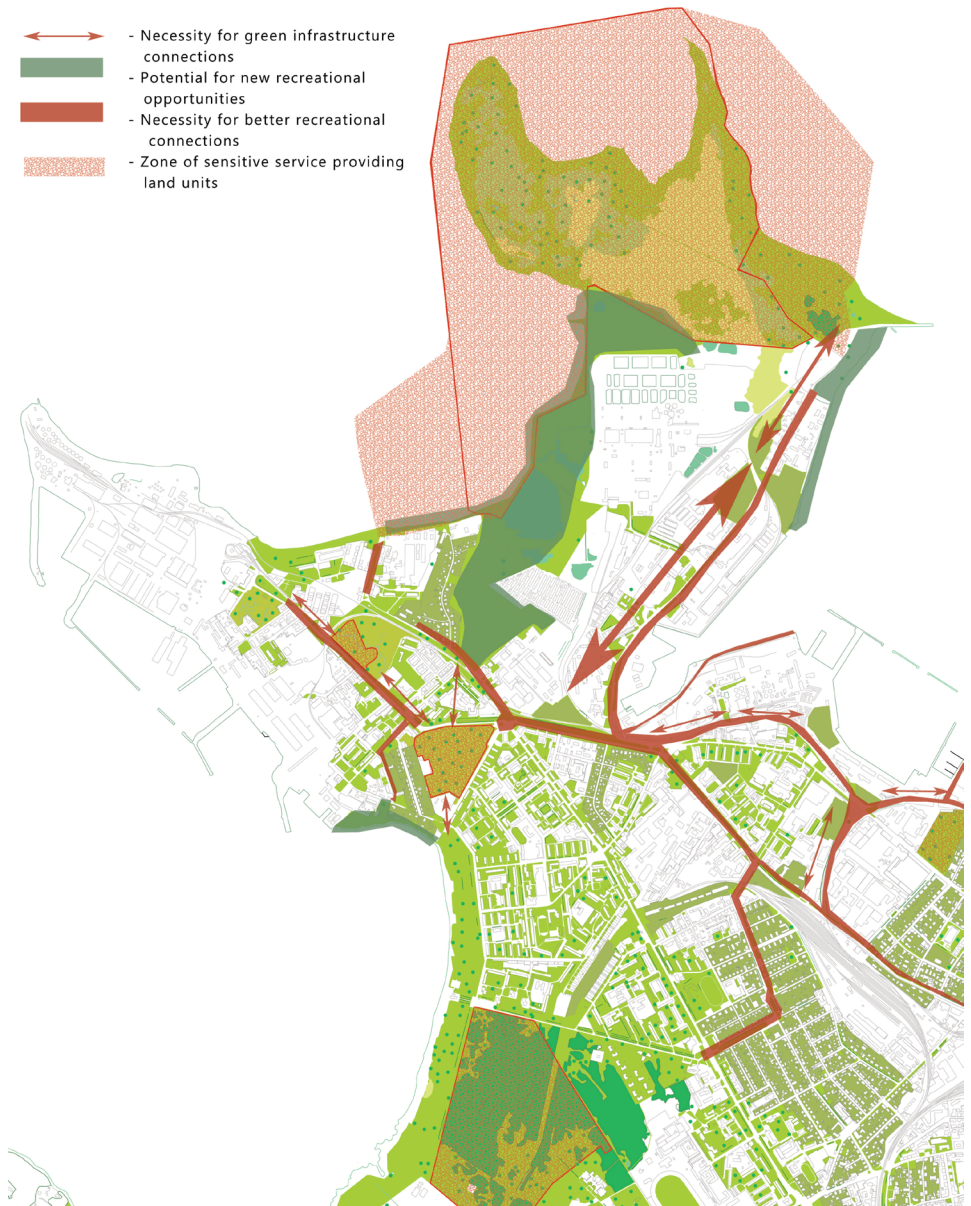 - Necessity for green infrastructure
connections
- Potential for new recreational
opportunities
- Necessity for better recreational
connections
- Zone of sensitive service providing
land units